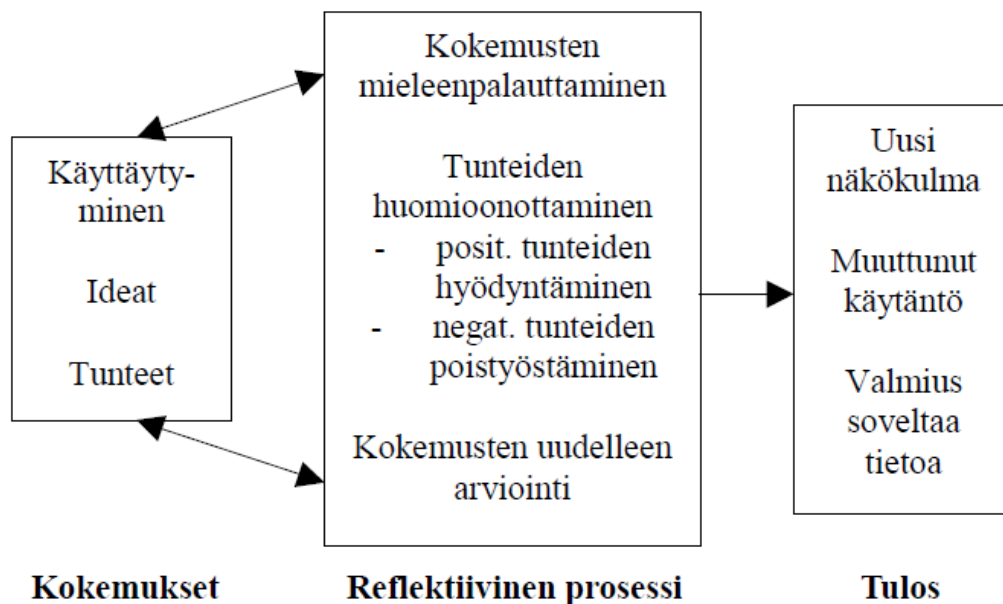 Käyttäyty-
minen
Ideat
Tunteet
Kokemusten
mieleenpalauttaminen
Tunteiden
huomioonottaminen
- posit. tunteiden
hyödyntäminen
- negat. tunteiden
poistyöstäminen
Kokemusten uudelleen
arviointi
Uusi
näkökulma
Muuttunut
käytäntö
Valmius
soveltaa
tietoa
Kokemukset
Reflektiivinen prosessi
Tulos